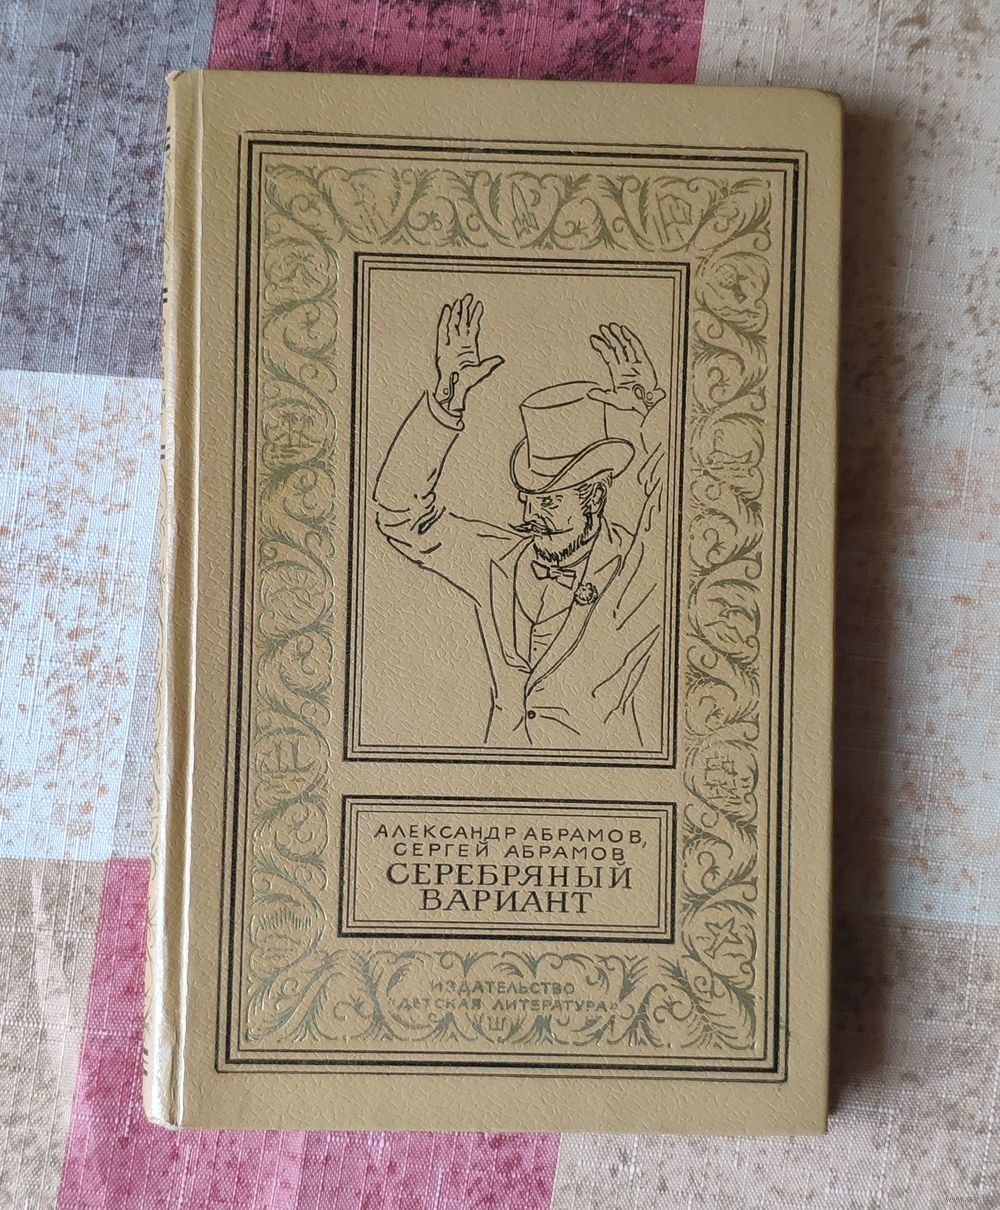 АЛЕКСАНДР АБРАМОВ,
СЕРГЕЙ АБРАМОВ
СЕРЕБРЯНЫЙ
ВАРИАНТ
ИЗДАТЕЛЬСТВО
«ДЕТСКАЯ ЛИТЕРАТУРА»